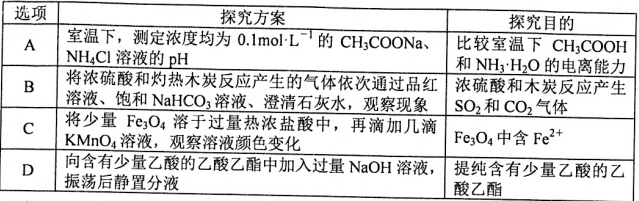 选项 探究方案 探究目的
A 室温下，测定浓度均为 0.1mol·L⁻¹ 的 CH₃COONa、 比较室温下 CH₃COOH
NH₄Cl 溶液的 pH 和 NH₃·H₂O 的电离能力
B 将浓硫酸和灼热木炭反应产生的气体依次通过品红 浓硫酸和木炭反应产生
溶液、饱和 NaHCO₃ 溶液、澄清石灰水，观察现象 SO₂ 和 CO₂ 气体
C 将少量 Fe₃O₄ 溶于过量热浓盐酸中，再滴加几滴 Fe₃O₄ 中含 Fe²⁺
KMnO₄ 溶液，观察溶液颜色变化
D 向含有少量乙酸的乙酸乙酯中加入过量 NaOH 溶液， 提纯含有少量乙酸的乙
振荡后静置分液 酸乙酯